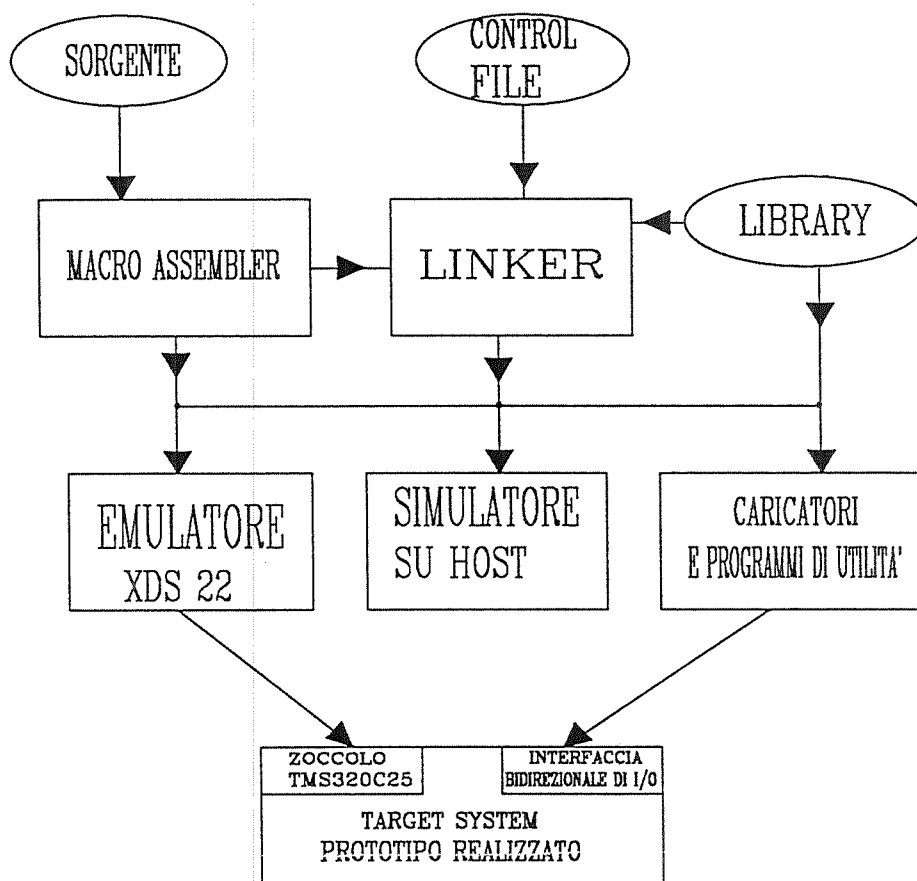 SORGENTE
CONTROL
FILE
MACRO ASSEMBLER
LINKER
LIBRARY
EMULATORE
XDS 22
SIMULATORE
SU HOST
CARICATORI
E PROGRAMMI DI UTILITA'
ZOCCOLO
TMS320C25
INTERFACCIA
BIDIREZIONALE DI I/O
TARGET SYSTEM
PROTOTIPO REALIZZATO